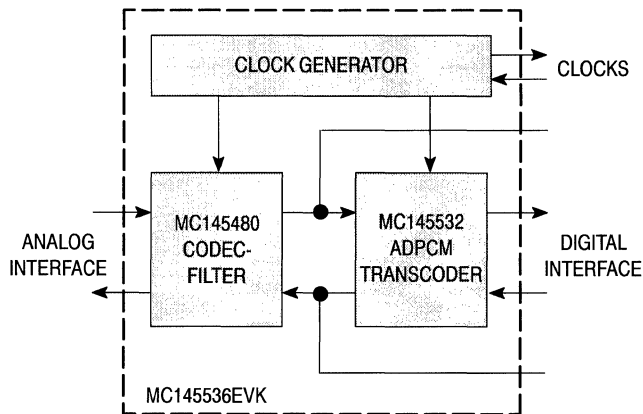 CLOCK GENERATOR
CLOCKS
MC145480
CODEC-
FILTER
MC145532
ADPCM
TRANSCODER
ANALOG
INTERFACE
DIGITAL
INTERFACE
MC145536EVK